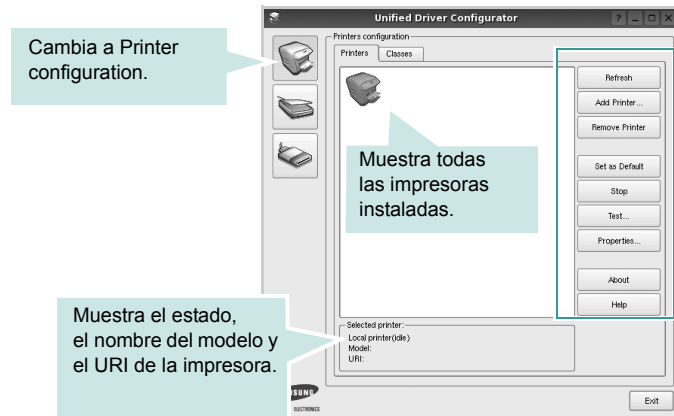 Unified Driver Configurator
Cambia a Printer
configuration.
Printers configuration
Printers
Classes
Refresh
Add Printer...
Remove Printer
Muestra todas
las impresoras
instaladas.
Set as Default
Stop
Test...
Properties...
About
Help
Muestra el estado,
el nombre del modelo y
el URI de la impresora.
Selected printer:
Local printer(idle)
Model:
URI:
ELECTRONICS
Exit